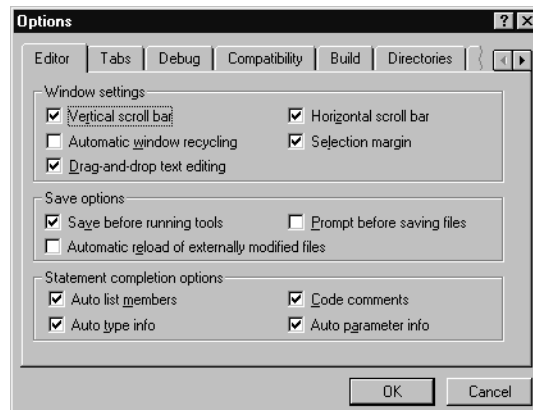 Options
Editor Tabs Debug Compatibility Build Directories
Window settings
Vertical scroll bar Horizontal scroll bar
Automatic window recycling Selection margin
Drag-and-drop text editing
Save options
Save before running tools Prompt before saving files
Automatic reload of externally modified files
Statement completion options
Auto list members Code comments
Auto type info Auto parameter info
OK Cancel